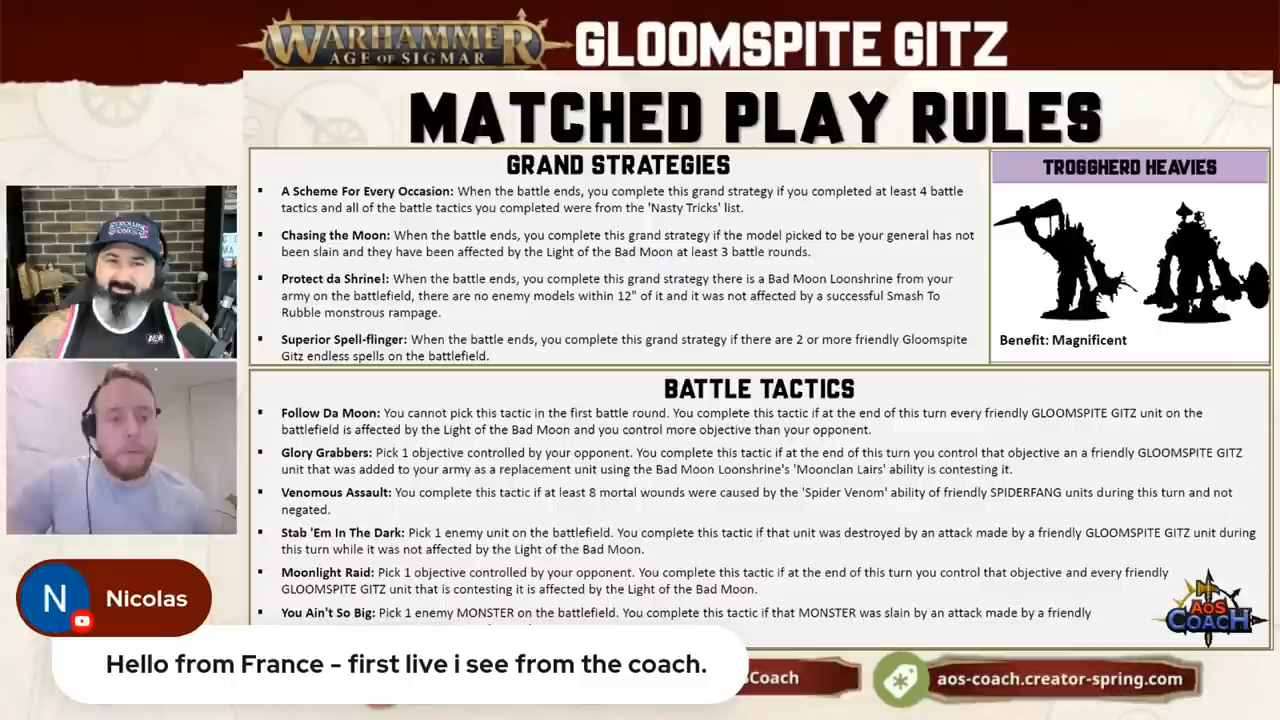 WARHAMMER
AGE OF SIGMAR
GLOOMSPITE GITZ
MATCHED PLAY RULES
GRAND STRATEGIES
▪ A Scheme For Every Occasion: When the battle ends, you complete this grand strategy if you completed at least 4 battle
tactics and all of the battle tactics you completed were from the 'Nasty Tricks' list.
▪ Chasing the Moon: When the battle ends, you complete this grand strategy if the model picked to be your general has not
been slain and they have been affected by the Light of the Bad Moon at least 3 battle rounds.
▪ Protect da Shrine!: When the battle ends, you complete this grand strategy there is a Bad Moon Loonshrine from your
army on the battlefield, there are no enemy models within 12" of it and it was not affected by a successful Smash To
Rubble monstrous rampage.
▪ Superior Spell-flinger: When the battle ends, you complete this grand strategy if there are 2 or more friendly Gloomspite
Gitz endless spells on the battlefield.
TROGGHERD HEAVIES
Benefit: Magnificent
BATTLE TACTICS
▪ Follow Da Moon: You cannot pick this tactic in the first battle round. You complete this tactic if at the end of this turn every friendly GLOOMSPITE GITZ unit on the
battlefield is affected by the Light of the Bad Moon and you control more objective than your opponent.
▪ Glory Grabbers: Pick 1 objective controlled by your opponent. You complete this tactic if at the end of this turn you control that objective an a friendly GLOOMSPITE GITZ
unit that was added to your army as a replacement unit using the Bad Moon Loonshrine's 'Moonclan Lairs' ability is contesting it.
▪ Venomous Assault: You complete this tactic if at least 8 mortal wounds were caused by the 'Spider Venom' ability of friendly SPIDERFANG units during this turn and not
negated.
▪ Stab 'Em In The Dark: Pick 1 enemy unit on the battlefield. You complete this tactic if that unit was destroyed by an attack made by a friendly GLOOMSPITE GITZ unit during
this turn while it was not affected by the Light of the Bad Moon.
▪ Moonlight Raid: Pick 1 objective controlled by your opponent. You complete this tactic if at the end of this turn you control that objective and every friendly
GLOOMSPITE GITZ unit that is contesting it is affected by the Light of the Bad Moon.
▪ You Ain't So Big: Pick 1 enemy MONSTER on the battlefield. You complete this tactic if that MONSTER was slain by an attack made by a friendly
AoS
COACH
N
Nicolas
Hello from France - first live i see from the coach.
sCoach
aos-coach.creator-spring.com